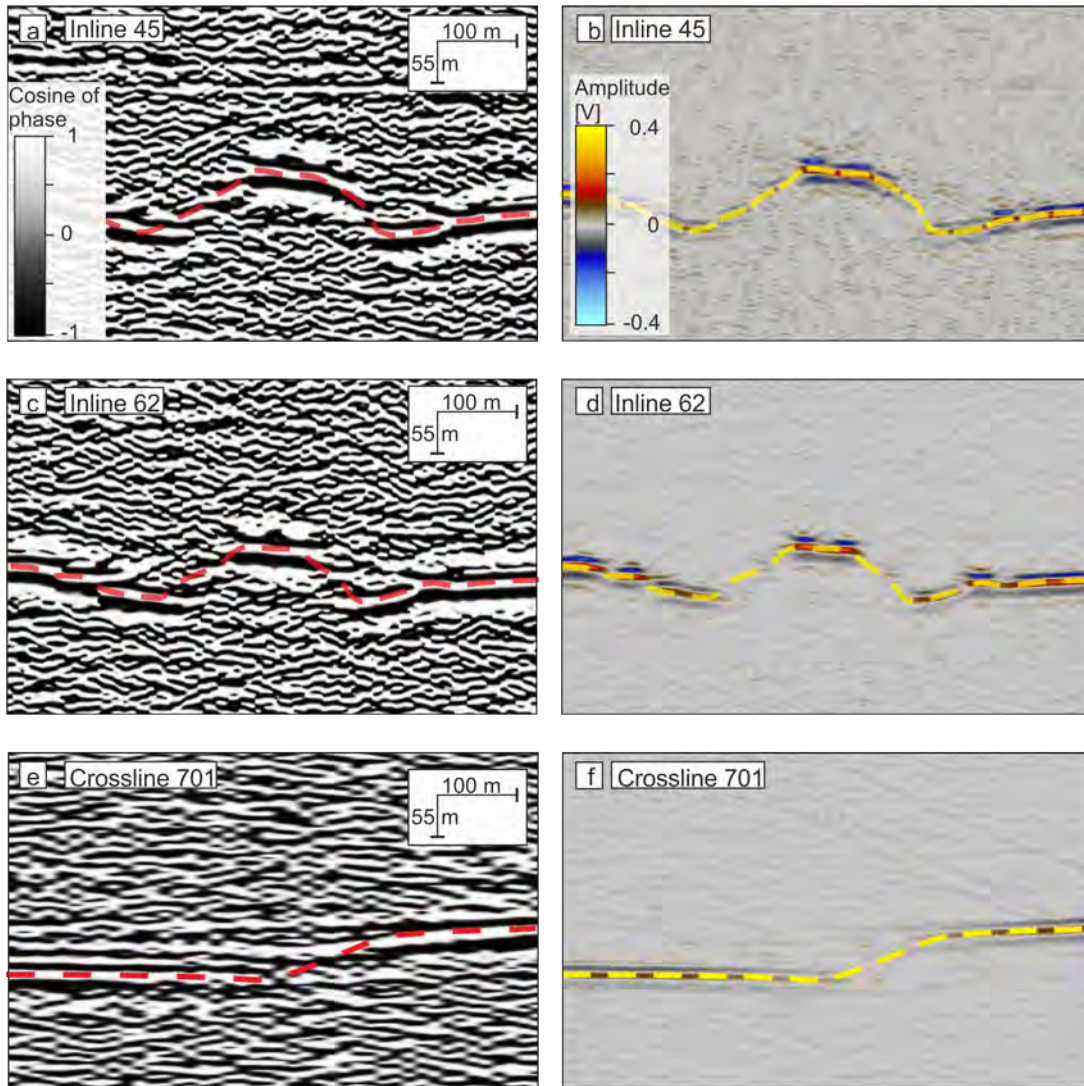 a Inline 45
100 m
55 m
Cosine of
phase
1
0
-1
b Inline 45
Amplitude
[V]
0.4
0
-0.4
c Inline 62
100 m
55 m
d Inline 62
e Crossline 701
100 m
55 m
f Crossline 701